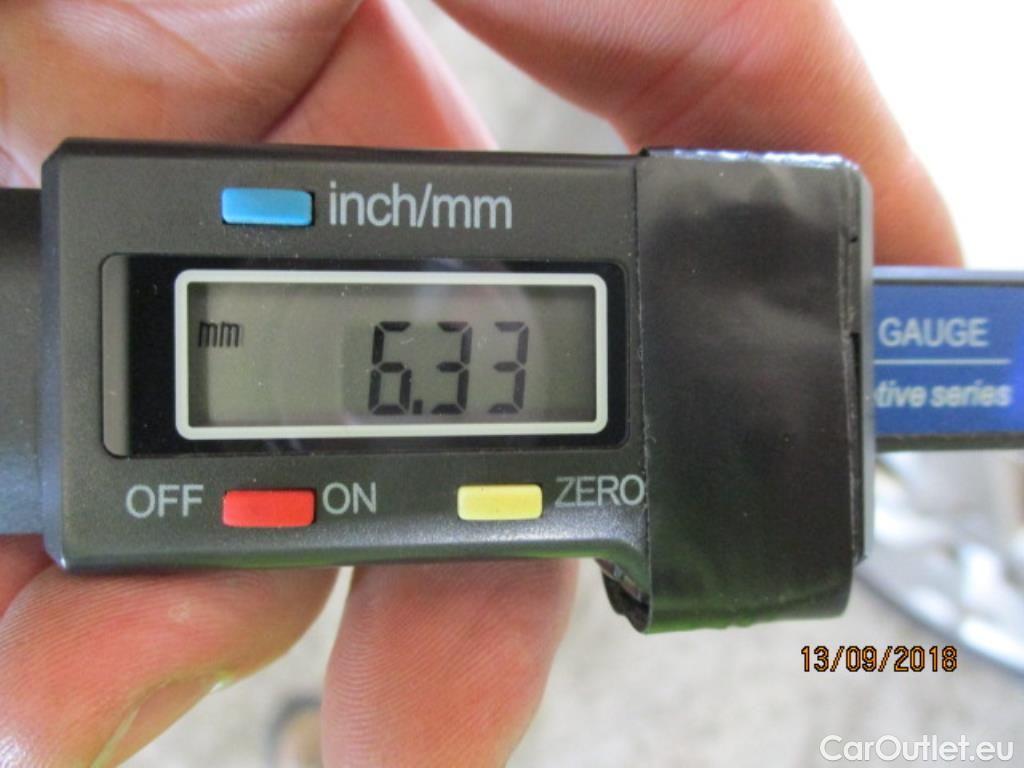 inch/mm
mm 6.33
GAUGE
tive series
OFF ON ZERO
13/09/2018
CarOutlet.eu